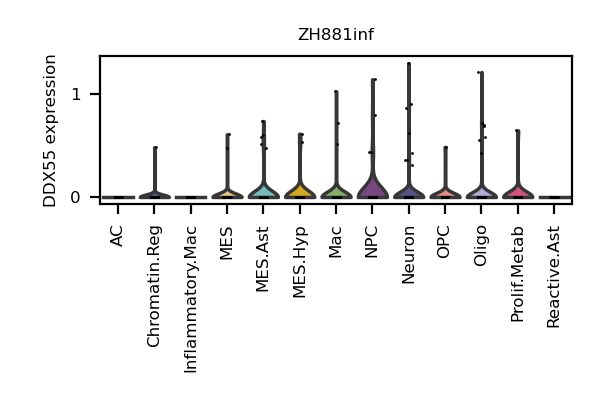 ZH881inf
DDX55 expression
1
0
AC
Chromatin.Reg
Inflammatory.Mac
MES
MES.Ast
MES.Hyp
Mac
NPC
Neuron
OPC
Oligo
Prolif.Metab
Reactive.Ast